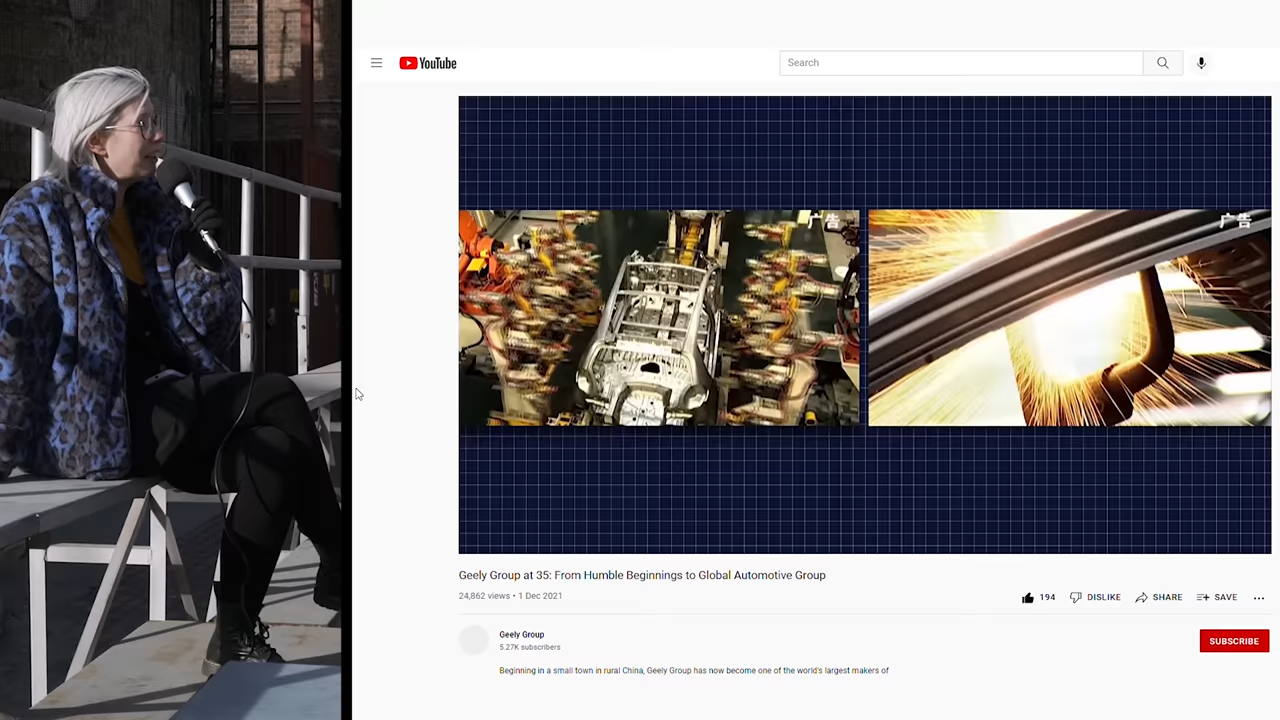 YouTube
Search
广告
广告
Geely Group at 35: From Humble Beginnings to Global Automotive Group
24,862 views • 1 Dec 2021
194
DISLIKE
SHARE
SAVE
Geely Group
5.27K subscribers
SUBSCRIBE
Beginning in a small town in rural China, Geely Group has now become one of the world's largest makers of